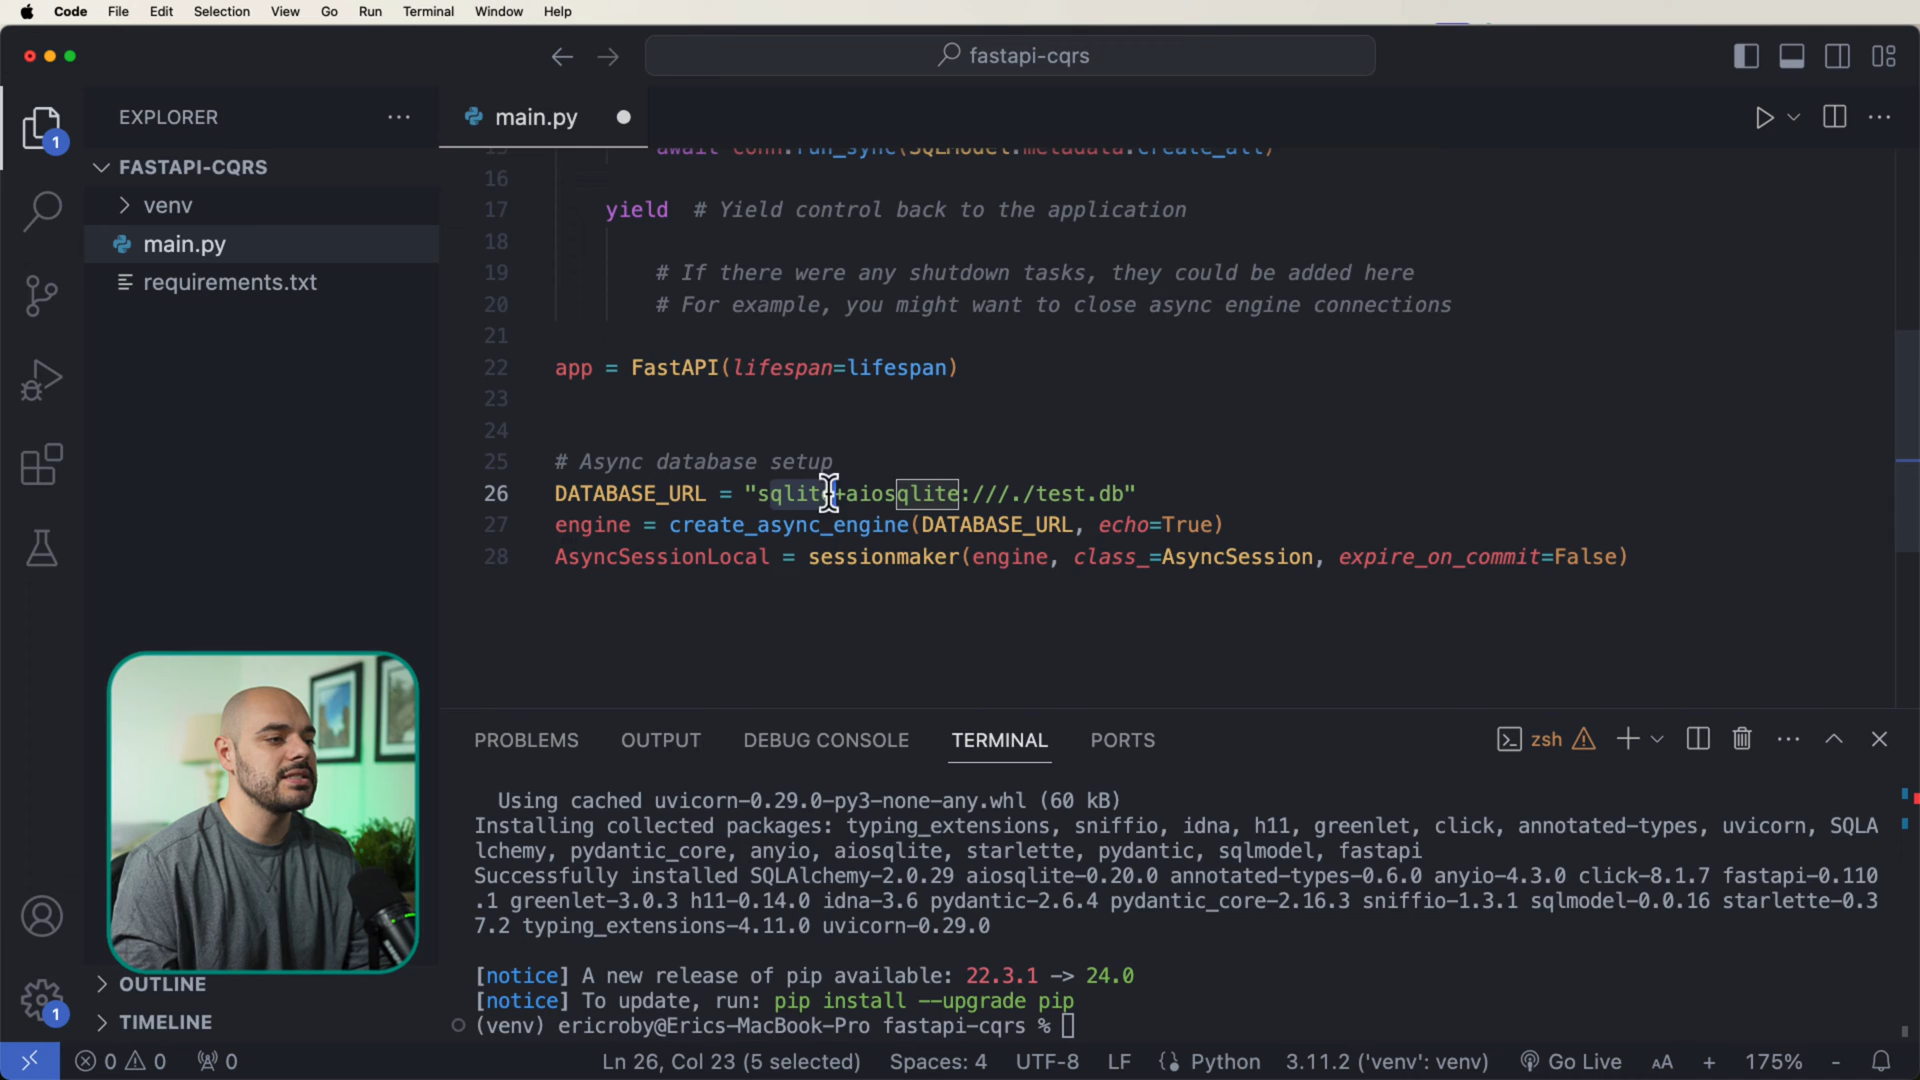 Code File Edit Selection View Go Run Terminal Window Help
fastapi-cqrs
EXPLORER
FASTAPI-CQRS
venv
main.py
requirements.txt
OUTLINE
TIMELINE
1
1
main.py
15 await conn.run_sync(SQLModel.metadata.create_all)
16
17 yield # Yield control back to the application
18
19 # If there were any shutdown tasks, they could be added here
20 # For example, you might want to close async engine connections
21
22 app = FastAPI(lifespan=lifespan)
23
24
25 # Async database setup
26 DATABASE_URL = "sqlite+aiosqlite:///./test.db"
27 engine = create_async_engine(DATABASE_URL, echo=True)
28 AsyncSessionLocal = sessionmaker(engine, class_=AsyncSession, expire_on_commit=False)
PROBLEMS OUTPUT DEBUG CONSOLE TERMINAL PORTS
zsh
Using cached uvicorn-0.29.0-py3-none-any.whl (60 kB)
Installing collected packages: typing_extensions, sniffio, idna, h11, greenlet, click, annotated-types, uvicorn, SQLA
lchemy, pydantic_core, anyio, aiosqlite, starlette, pydantic, sqlmodel, fastapi
Successfully installed SQLAlchemy-2.0.29 aiosqlite-0.20.0 annotated-types-0.6.0 anyio-4.3.0 click-8.1.7 fastapi-0.110
.1 greenlet-3.0.3 h11-0.14.0 idna-3.6 pydantic-2.6.4 pydantic_core-2.16.3 sniffio-1.3.1 sqlmodel-0.0.16 starlette-0.3
7.2 typing_extensions-4.11.0 uvicorn-0.29.0
[notice] A new release of pip available: 22.3.1 -> 24.0
[notice] To update, run: pip install --upgrade pip
(venv) ericroby@Erics-MacBook-Pro fastapi-cqrs %
0 0 0 Ln 26, Col 23 (5 selected) Spaces: 4 UTF-8 LF Python 3.11.2 ('venv': venv) Go Live AA + 175% -